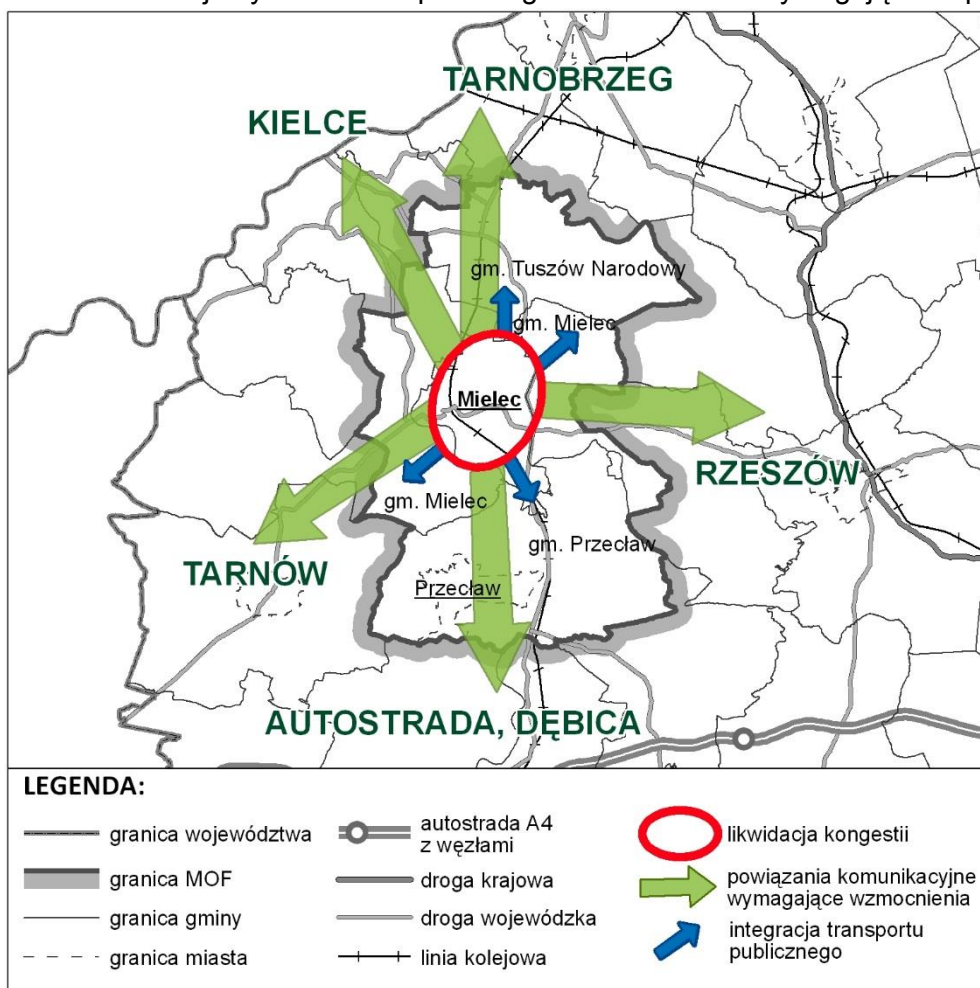 TARNOBRZEG
KIELCE
gm. Tuszów Narodowy
gm. Mielec
Mielec
RZESZÓW
gm. Mielec
gm. Przecław
TARNÓW
Przecław
AUTOSTRADA, DĘBICA
LEGENDA:
granica województwa
granica MOF
granica gminy
granica miasta
autostrada A4
z węzłami
droga krajowa
droga wojewódzka
linia kolejowa
likwidacja kongestii
powiązania komunikacyjne
wymagające wzmocnienia
integracja transportu
publicznego